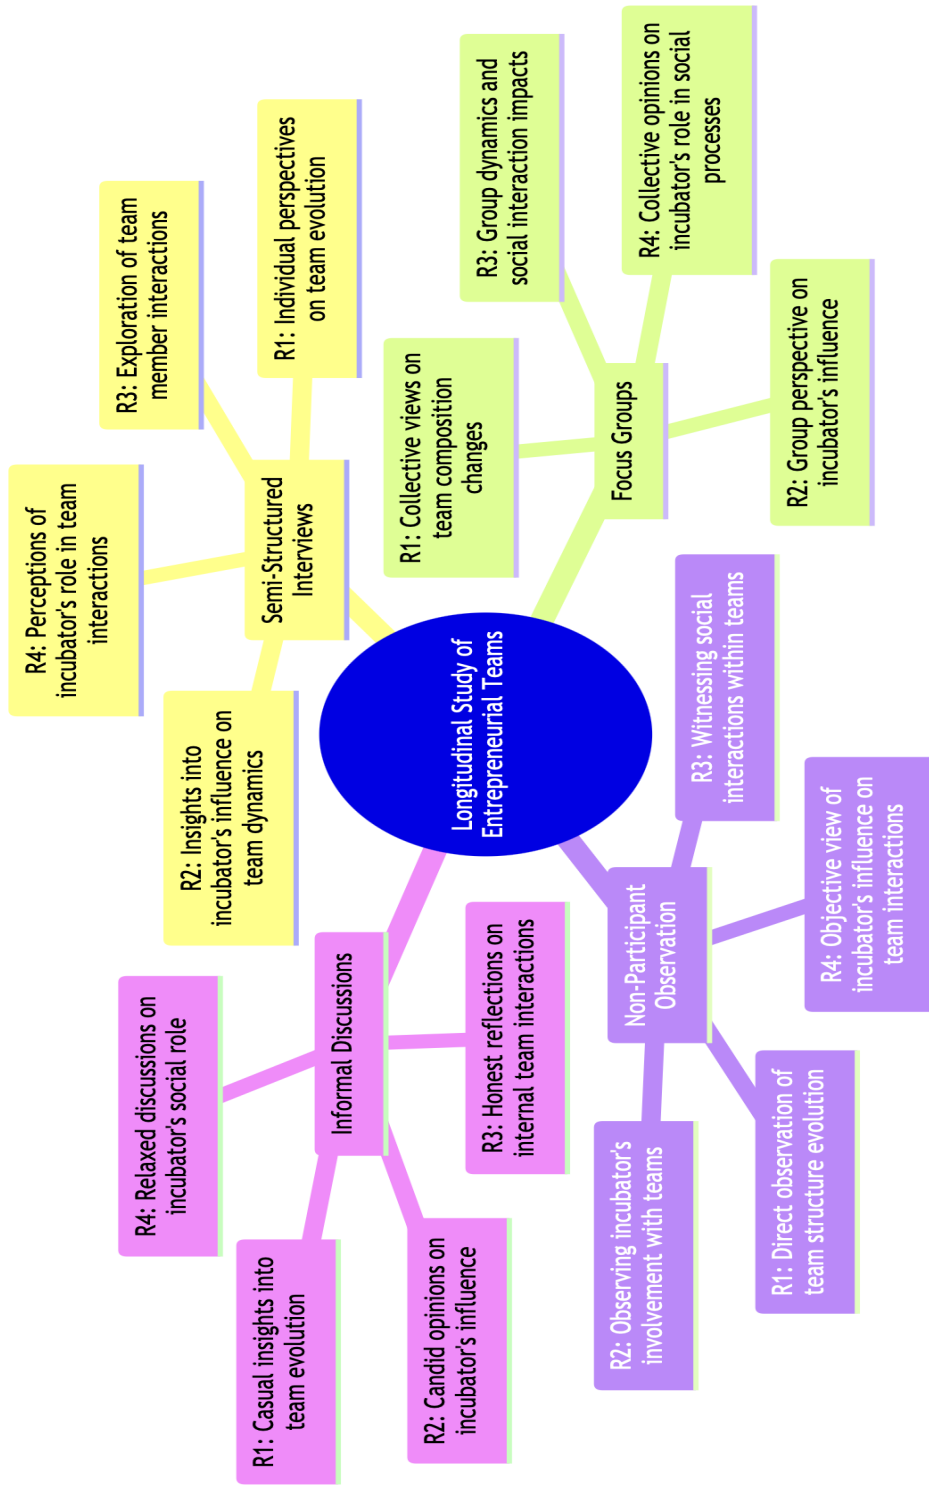 Longitudinal Study of
Entrepreneurial Teams
Semi-Structured
Interviews
R1: Individual perspectives
on team evolution
R2: Insights into
incubator's influence on
team dynamics
R3: Exploration of team
member interactions
R4: Perceptions of
incubator's role in team
interactions
Focus Groups
R1: Collective views on
team composition
changes
R2: Group perspective on
incubator's influence
R3: Group dynamics and
social interaction impacts
R4: Collective opinions on
incubator's role in social
processes
Non-Participant
Observation
R1: Direct observation of
team structure evolution
R2: Observing incubator's
involvement with teams
R3: Witnessing social
interactions within teams
R4: Objective view of
incubator's influence on
team interactions
Informal Discussions
R1: Casual insights into
team evolution
R2: Candid opinions on
incubator's influence
R3: Honest reflections on
internal team interactions
R4: Relaxed discussions on
incubator's social role